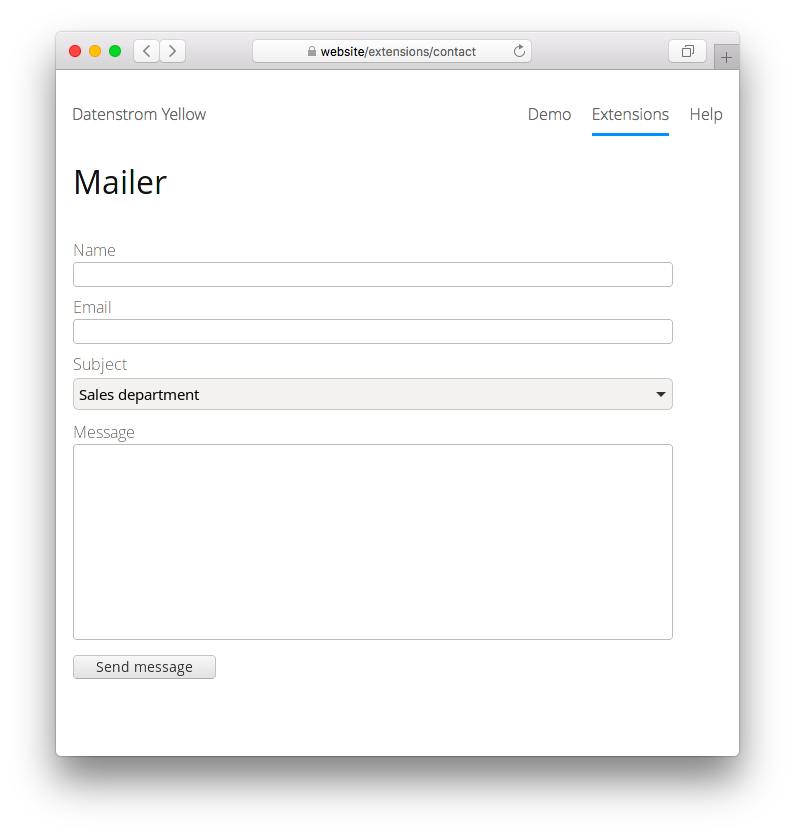 website/extensions/contact
Datenstrom Yellow Demo Extensions Help
Mailer
Name
Email
Subject
Sales department
Message
Send message